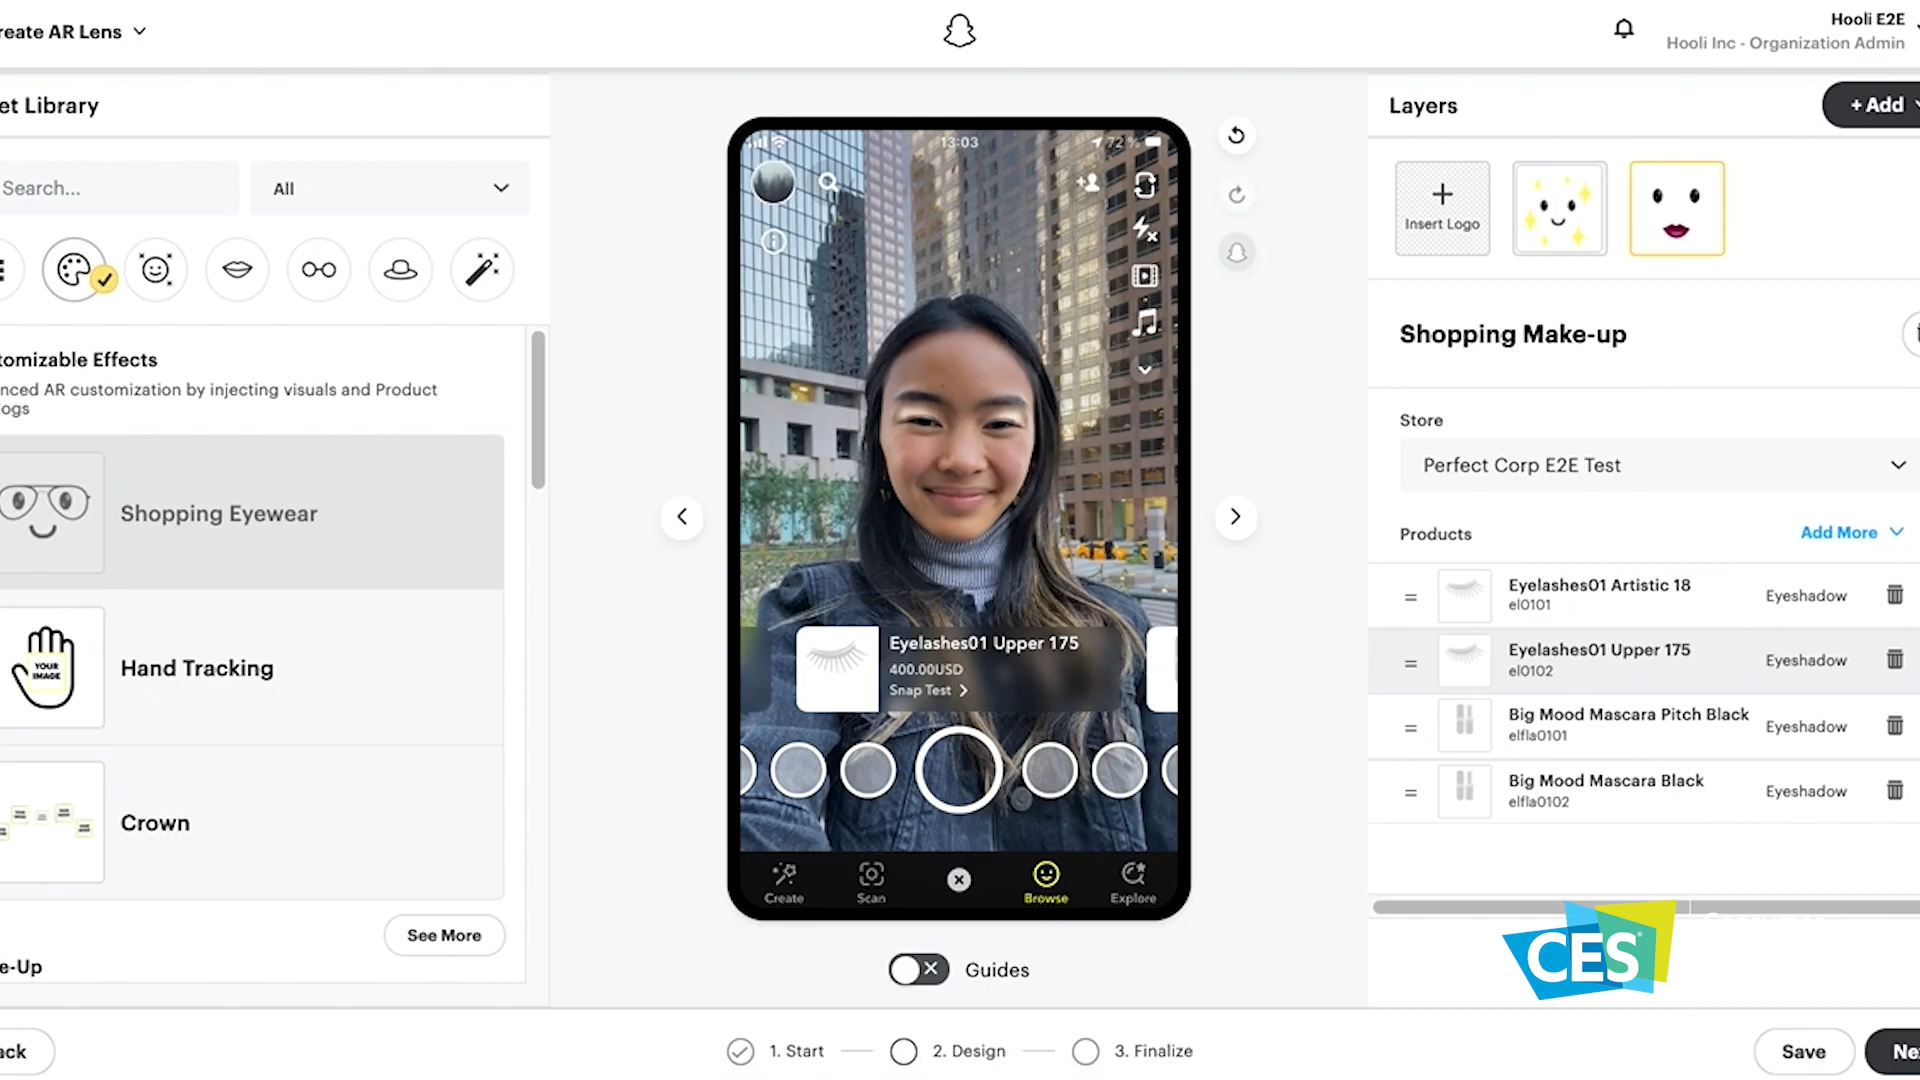 reate AR Lens
Hooli E2E
Hooli Inc - Organization Admin
et Library
Search...
All
tomizable Effects
nced AR customization by injecting visuals and Product
logs
Shopping Eyewear
YOUR
IMAGE
Hand Tracking
Crown
See More
e-Up
ack
13:03
72 %
Eyelashes01 Upper 175
400.00USD
Snap Test
Create
Scan
Browse
Explore
Guides
1. Start
2. Design
3. Finalize
Layers
+ Add
Insert Logo
Shopping Make-up
Store
Perfect Corp E2E Test
Products
Add More
Eyelashes01 Artistic 18
el0101
Eyeshadow
Eyelashes01 Upper 175
el0102
Eyeshadow
Big Mood Mascara Pitch Black
elfla0101
Eyeshadow
Big Mood Mascara Black
elfla0102
Eyeshadow
CES
Save
Ne